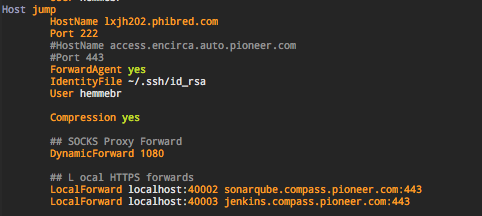 User hemmebr
Host jump
HostName lxjh202.phibred.com
Port 222
#HostName access.encirca.auto.pioneer.com
#Port 443
ForwardAgent yes
IdentityFile ~/.ssh/id_rsa
User hemmebr
Compression yes
## SOCKS Proxy Forward
DynamicForward 1080
## L ocal HTTPS forwards
LocalForward localhost:40002 sonarqube.compass.pioneer.com:443
LocalForward localhost:40003 jenkins.compass.pioneer.com:443